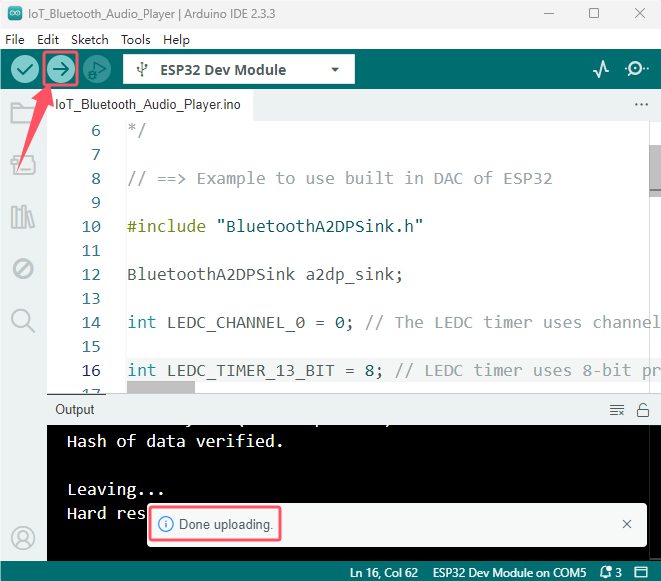 IoT_Bluetooth_Audio_Player | Arduino IDE 2.3.3
File Edit Sketch Tools Help
ESP32 Dev Module
IoT_Bluetooth_Audio_Player.ino
6 */
7
8 // ==> Example to use built in DAC of ESP32
9
10 #include "BluetoothA2DPSink.h"
11
12 BluetoothA2DPSink a2dp_sink;
13
14 int LEDC_CHANNEL_0 = 0; // The LEDC timer uses channel
15
16 int LEDC_TIMER_13_BIT = 8; // LEDC timer uses 8-bit pr
17
Output
Hash of data verified.
Leaving...
Hard res
Done uploading.
Ln 16, Col 62 ESP32 Dev Module on COM5 3